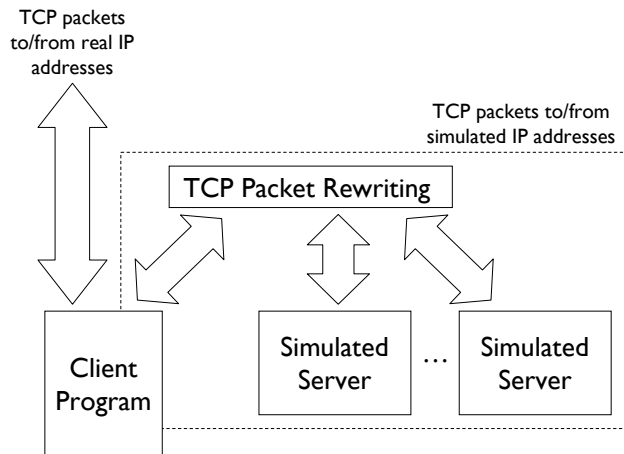 TCP packets
to/from real IP
addresses
TCP packets to/from
simulated IP addresses
TCP Packet Rewriting
Client
Program
Simulated
Server
...
Simulated
Server